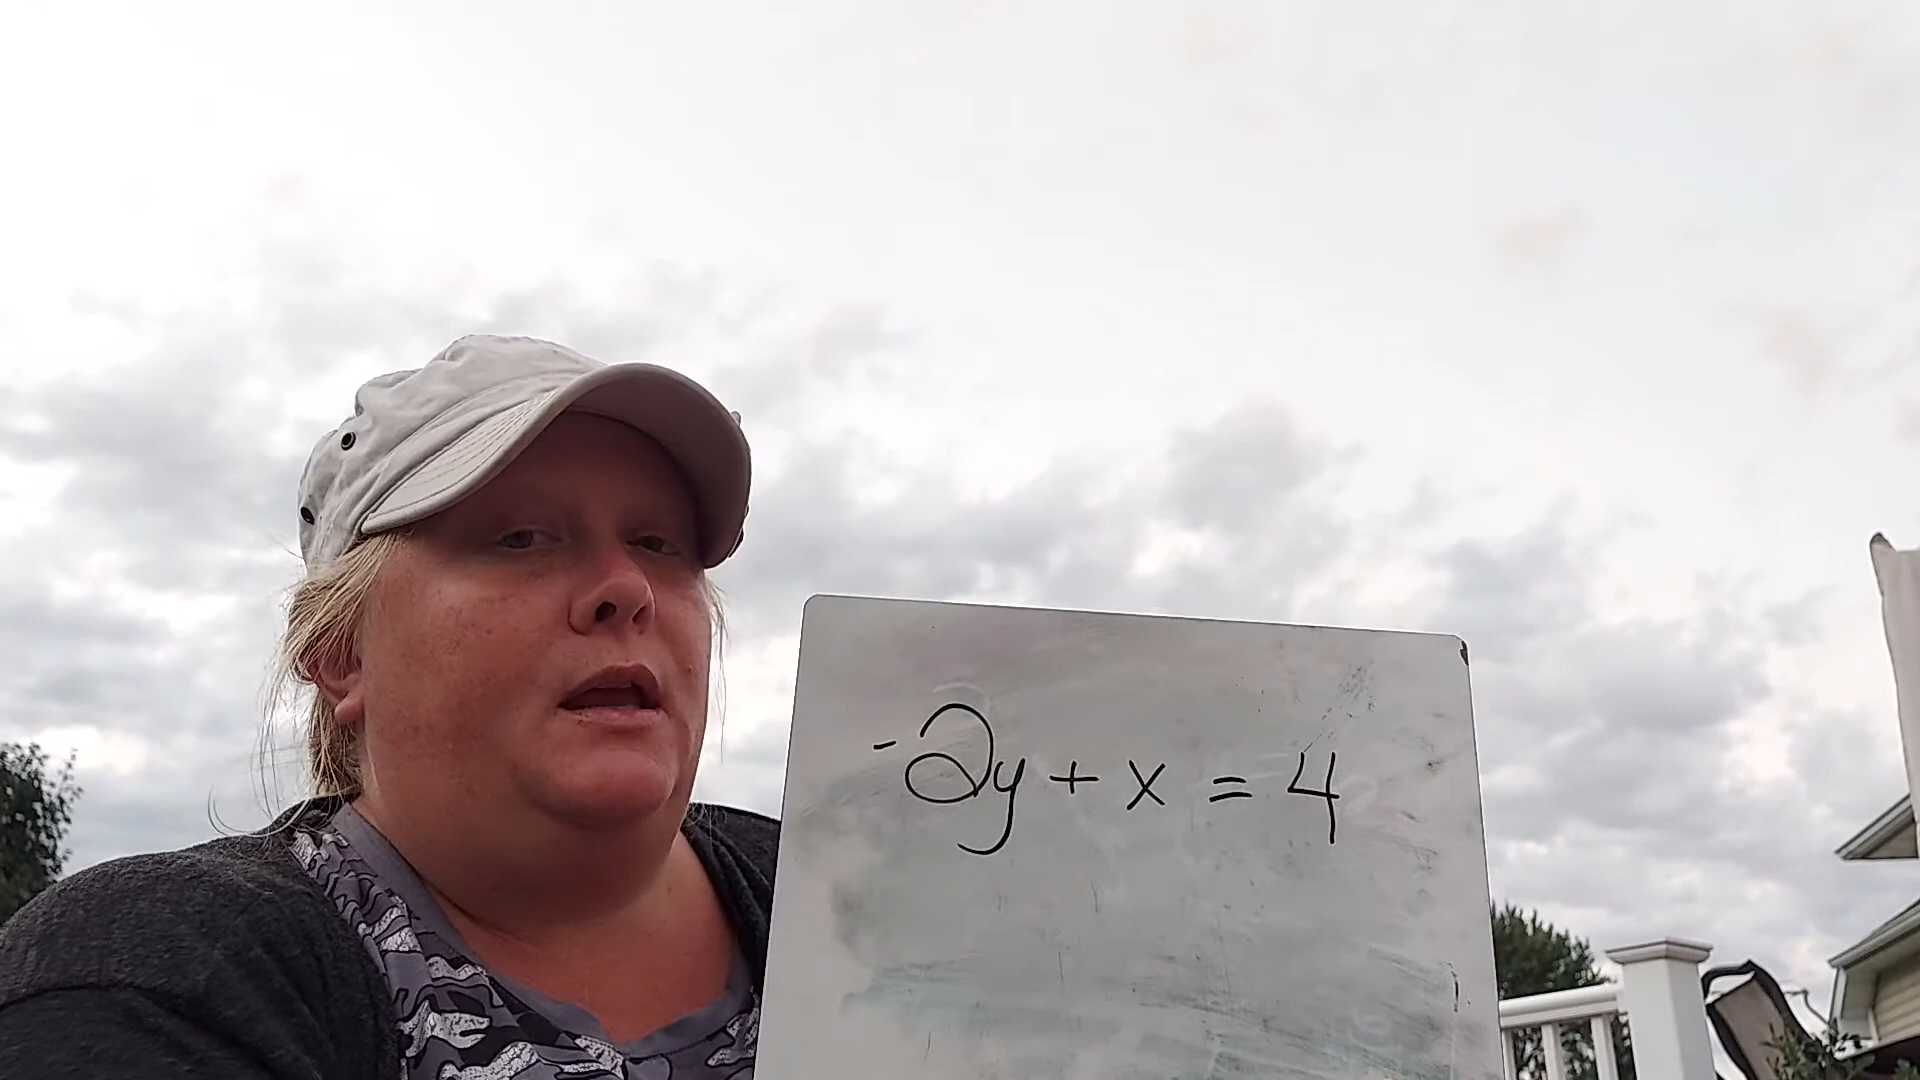 -2y + x = 4